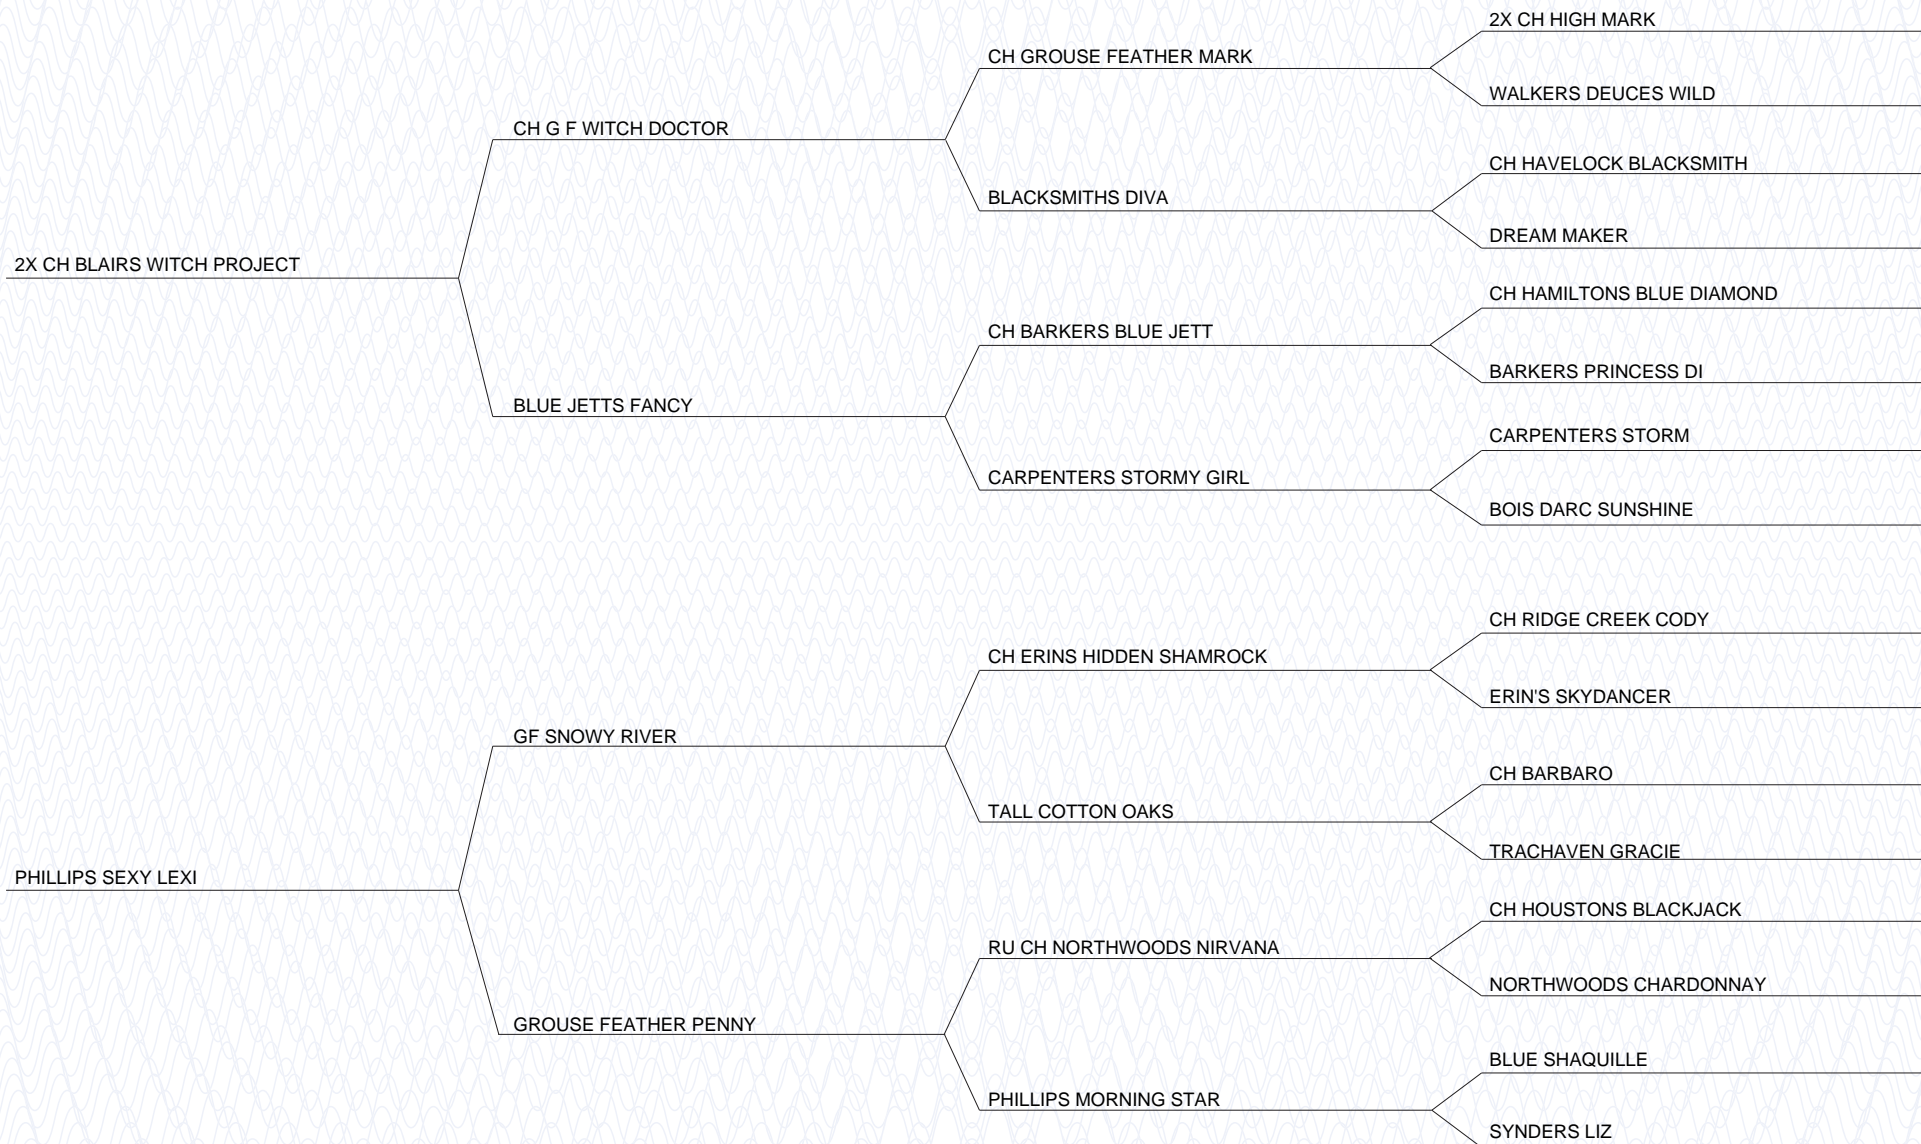 2X CH HIGH MARK
CH GROUSE FEATHER MARK
WALKERS DEUCES WILD
CH G F WITCH DOCTOR
CH HAVELOCK BLACKSMITH
BLACKSMITHS DIVA
DREAM MAKER
2X CH BLAIRS WITCH PROJECT
CH HAMILTONS BLUE DIAMOND
CH BARKERS BLUE JETT
BARKERS PRINCESS DI
BLUE JETTS FANCY
CARPENTERS STORM
CARPENTERS STORMY GIRL
BOIS DARC SUNSHINE
CH RIDGE CREEK CODY
CH ERINS HIDDEN SHAMROCK
ERIN'S SKYDANCER
GF SNOWY RIVER
CH BARBARO
TALL COTTON OAKS
TRACHAVEN GRACIE
PHILLIPS SEXY LEXI
CH HOUSTONS BLACKJACK
RU CH NORTHWOODS NIRVANA
NORTHWOODS CHARDONNAY
GROUSE FEATHER PENNY
BLUE SHAQUILLE
PHILLIPS MORNING STAR
SYNDERS LIZ